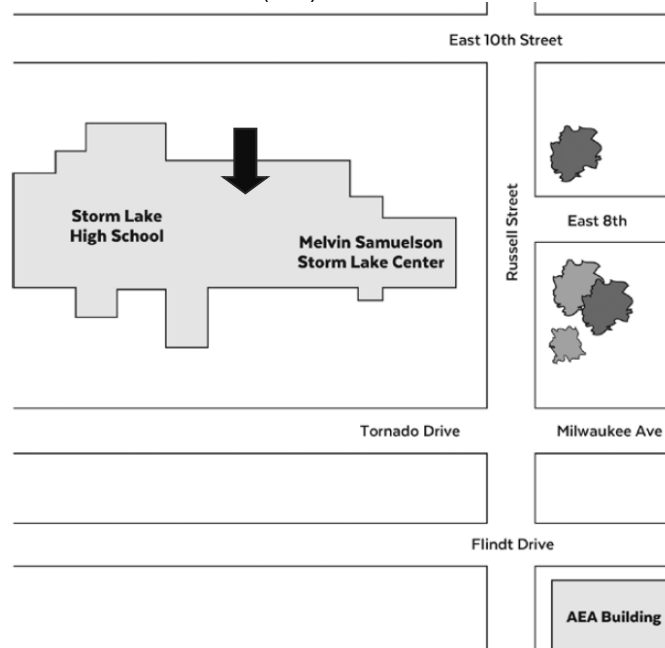 East 10th Street
Russell Street
East 8th
Storm Lake
High School
Melvin Samuelson
Storm Lake Center
Tornado Drive
Milwaukee Ave
Flindt Drive
AEA Building